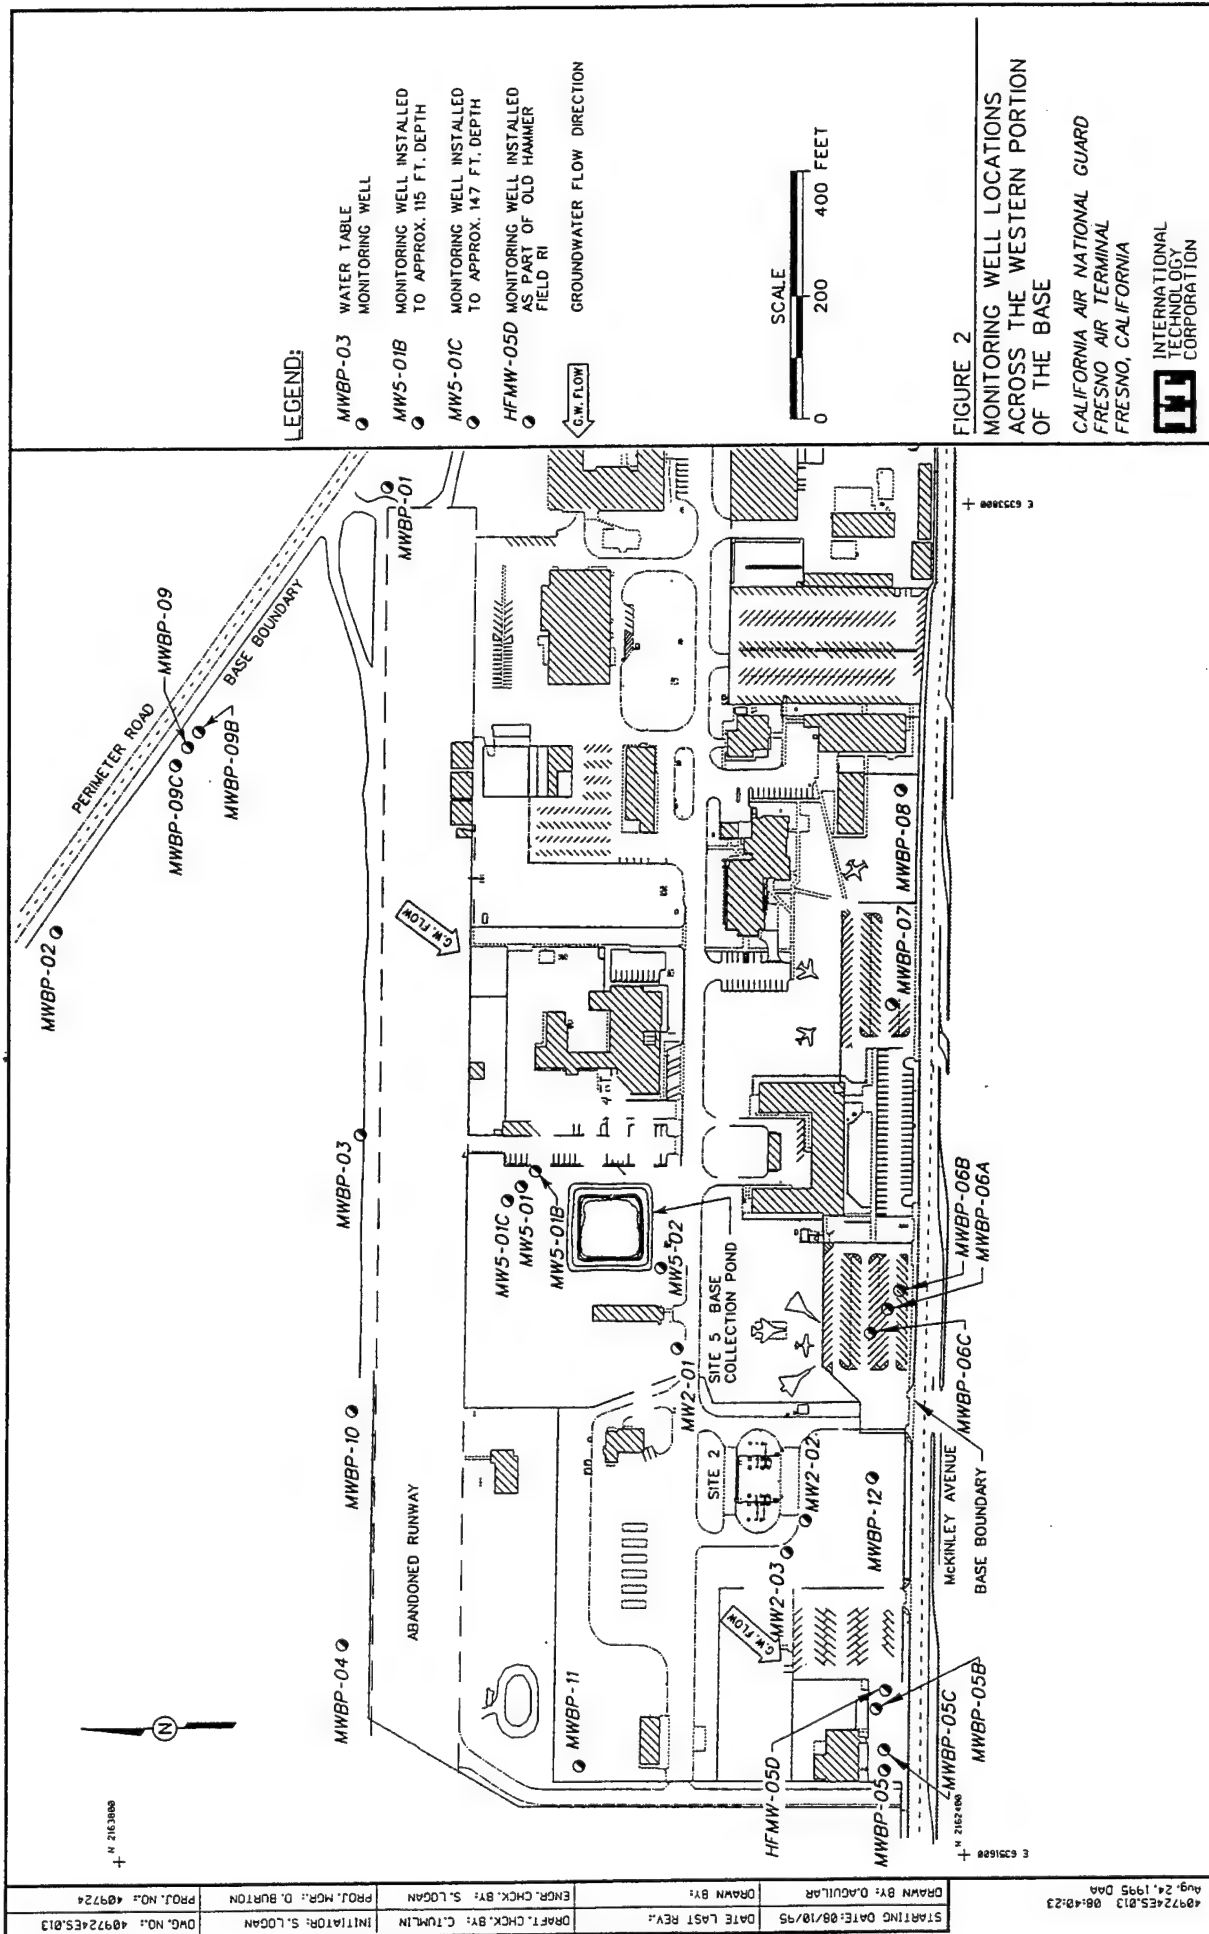 LEGEND:
MWBP-03
WATER TABLE
MONITORING WELL
MW5-01B
MONITORING WELL INSTALLED
TO APPROX. 115 FT. DEPTH
MW5-01C
MONITORING WELL INSTALLED
TO APPROX. 147 FT. DEPTH
HFMW-05D
MONITORING WELL INSTALLED
AS PART OF OLD HAMMER
FIELD RI
G.W. FLOW
GROUNDWATER FLOW DIRECTION
SCALE
0 200 400 FEET
FIGURE 2
MONITORING WELL LOCATIONS
ACROSS THE WESTERN PORTION
OF THE BASE
CALIFORNIA AIR NATIONAL GUARD
FRESNO AIR TERMINAL
FRESNO, CALIFORNIA
INTERNATIONAL
TECHNOLOGY
CORPORATION
N
N 2163800
PERIMETER ROAD
BASE BOUNDARY
MWBP-02
MWBP-09C
MWBP-09
MWBP-09B
MWBP-01
MWBP-04
MWBP-10
MWBP-03
ABANDONED RUNWAY
G.W. FLOW
MW5-01C
MW5-01
MW5-01B
MWBP-11
MW5-02
MW2-01
SITE 5 BASE
COLLECTION POND
SITE 2
MW2-02
MW2-03
G.W. FLOW
HFMW-05D
MWBP-12
MWBP-07
MWBP-08
MWBP-05
MWBP-05C
MWBP-05B
MWBP-06C
MWBP-06B
MWBP-06A
McKINLEY AVENUE
BASE BOUNDARY
N 2162400
E 6351600
E 6353800
DWG. NO.: 409724ES.013
PROJ. NO.: 409724
INITIATOR: S. LOGAN
PROJ. MGR.: D. BURTON
DRAFT. CHCK. BY: C.TUMLIN
ENGR. CHCK. BY: S. LOGAN
DATE LAST REV.:
DRAWN BY:
STARTING DATE: 08/10/95
DRAWN BY: D.AGUILAR
409724ES.013 08:40:23
Aug. 24, 1995 DAA